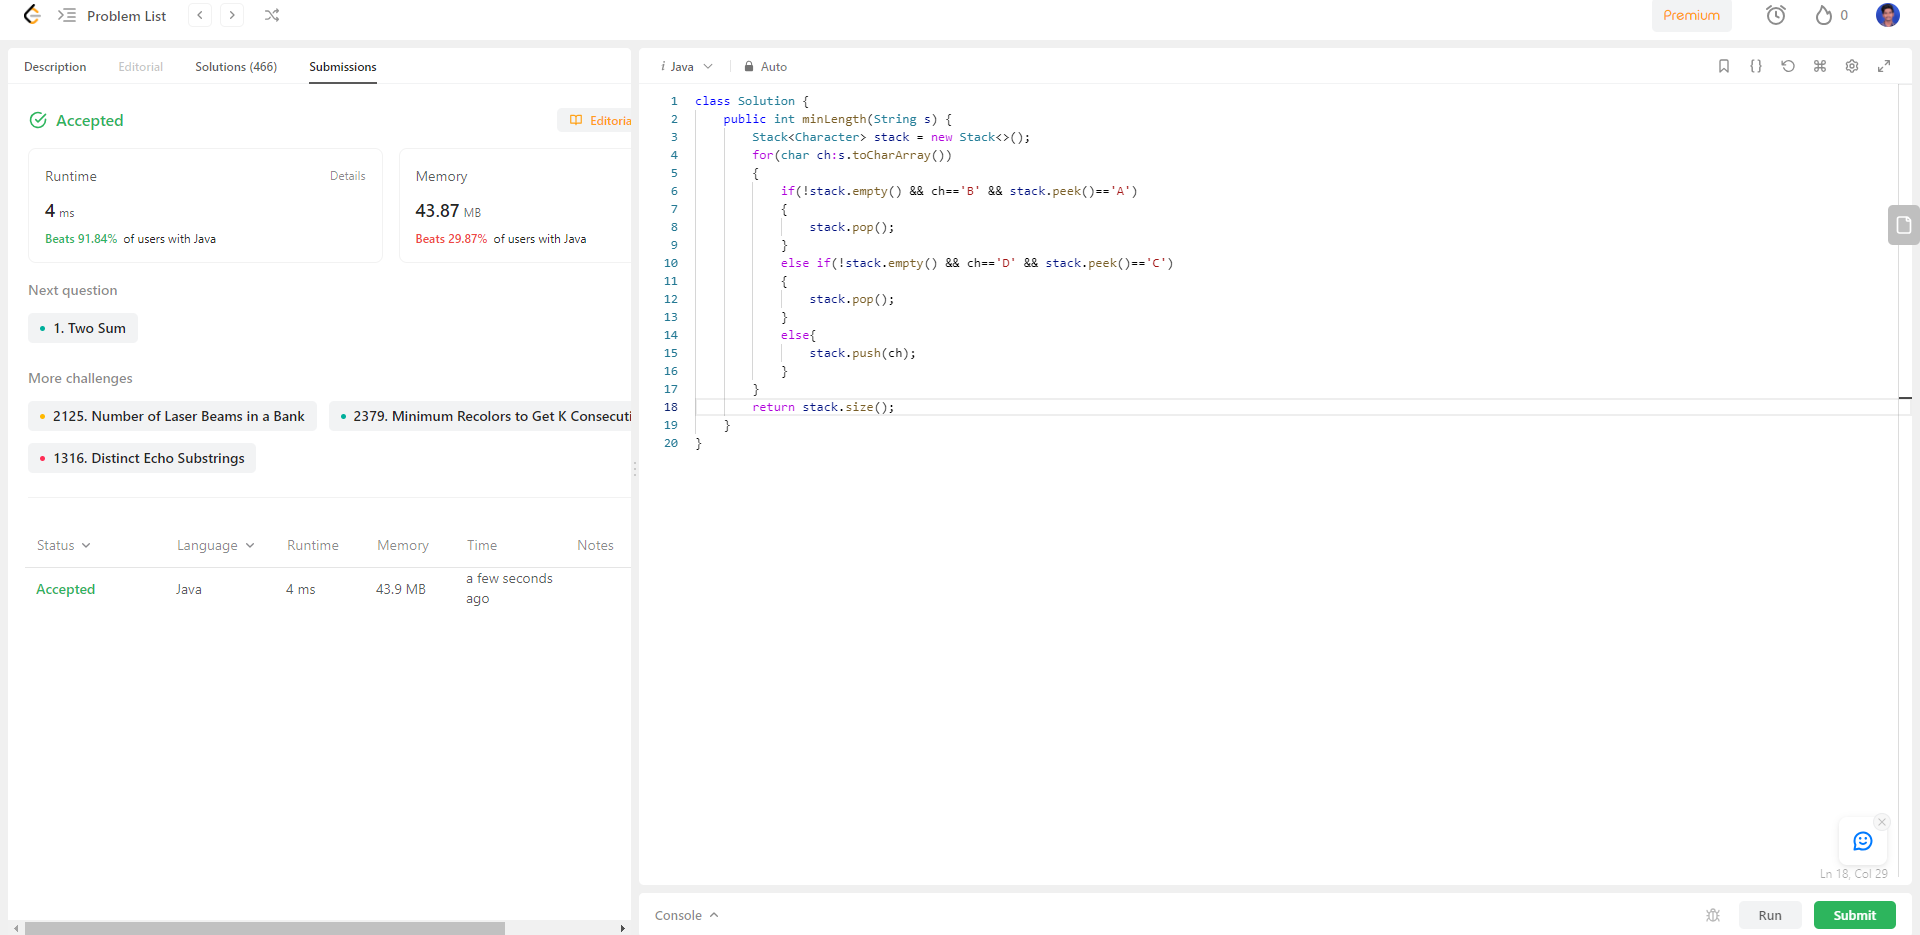 Problem List
Premium
0
Description Editorial Solutions (466) Submissions
Accepted
Runtime Details
4 ms
Beats 91.84% of users with Java
Memory
43.87 MB
Beats 29.87% of users with Java
Next question
1. Two Sum
More challenges
2125. Number of Laser Beams in a Bank
2379. Minimum Recolors to Get K
1316. Distinct Echo Substrings
Status Language Runtime Memory Time Notes
Accepted Java 4 ms 43.9 MB a few seconds
ago
i Java Auto
1 class Solution {
2 public int minLength(String s) {
3 Stack<Character> stack = new Stack<>();
4 for(char ch:s.toCharArray())
5 {
6 if(!stack.empty() && ch=='B' && stack.peek()=='A')
7 {
8 stack.pop();
9 }
10 else if(!stack.empty() && ch=='D' && stack.peek()=='C')
11 {
12 stack.pop();
13 }
14 else{
15 stack.push(ch);
16 }
17 }
18 return stack.size();
19 }
20 }
Ln 18, Col 29
Console Run Submit